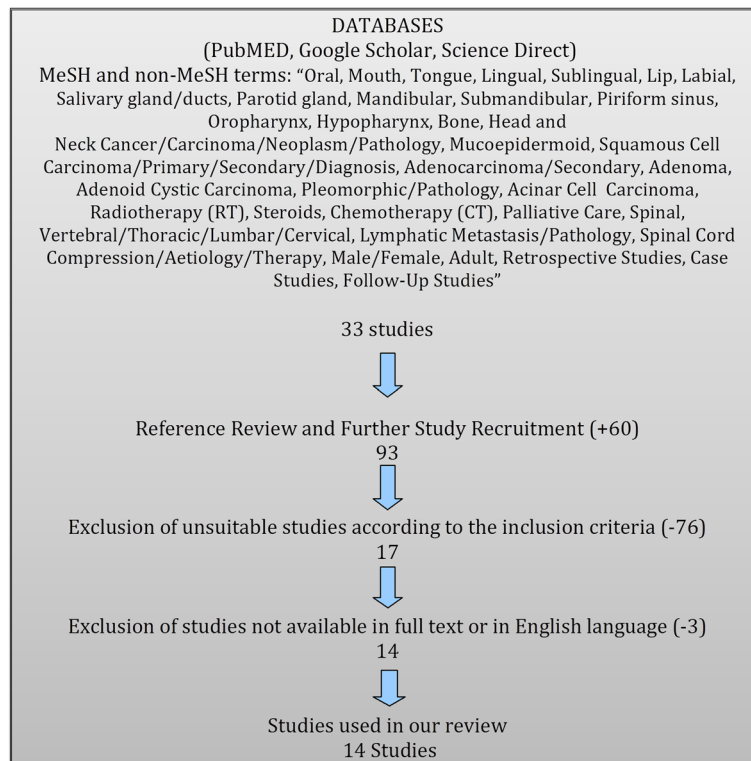 DATABASES
(PubMED, Google Scholar, Science Direct)
MeSH and non-MeSH terms: “Oral, Mouth, Tongue, Lingual, Sublingual, Lip, Labial,
Salivary gland/ducts, Parotid gland, Mandibular, Submandibular, Piriform sinus,
Oropharynx, Hypopharynx, Bone, Head and
Neck Cancer/Carcinoma/Neoplasm/Pathology, Mucoepidermoid, Squamous Cell
Carcinoma/Primary/Secondary/Diagnosis, Adenocarcinoma/Secondary, Adenoma,
Adenoid Cystic Carcinoma, Pleomorphic/Pathology, Acinar Cell Carcinoma,
Radiotherapy (RT), Steroids, Chemotherapy (CT), Palliative Care, Spinal,
Vertebral/Thoracic/Lumbar/Cervical, Lymphatic Metastasis/Pathology, Spinal Cord
Compression/Aetiology/Therapy, Male/Female, Adult, Retrospective Studies, Case
Studies, Follow-Up Studies”
33 studies
Reference Review and Further Study Recruitment (+60)
93
Exclusion of unsuitable studies according to the inclusion criteria (-76)
17
Exclusion of studies not available in full text or in English language (-3)
14
Studies used in our review
14 Studies